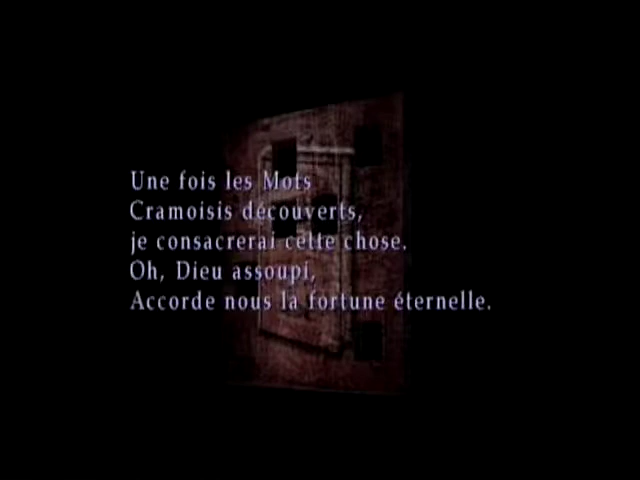 Une fois les Mots
Cramoisis découverts,
je consacrerai cette chose.
Oh, Dieu assoupi,
Accorde nous la fortune éternelle.